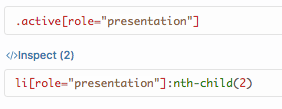 .active[role="presentation"]
</>Inspect (2)
li[role="presentation"]:nth-child(2)